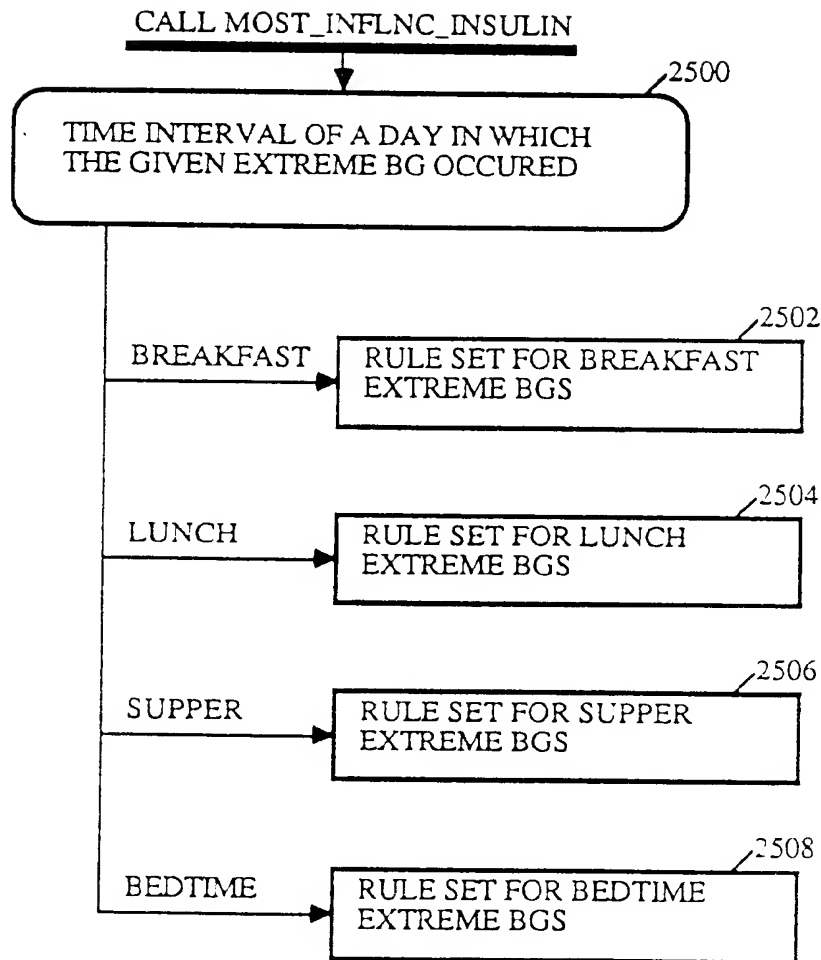 CALL MOST_INFLNC_INSULIN
2500
TIME INTERVAL OF A DAY IN WHICH
THE GIVEN EXTREME BG OCCURED
2502
BREAKFAST
RULE SET FOR BREAKFAST
EXTREME BGS
2504
LUNCH
RULE SET FOR LUNCH
EXTREME BGS
2506
SUPPER
RULE SET FOR SUPPER
EXTREME BGS
2508
BEDTIME
RULE SET FOR BEDTIME
EXTREME BGS